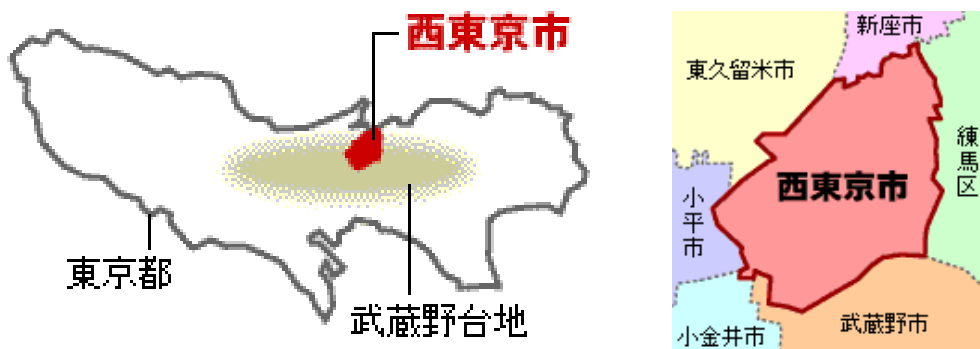 西東京市
東京都
武蔵野台地
新座市
東久留米市
練馬区
西東京市
小平市
武蔵野市
小金井市